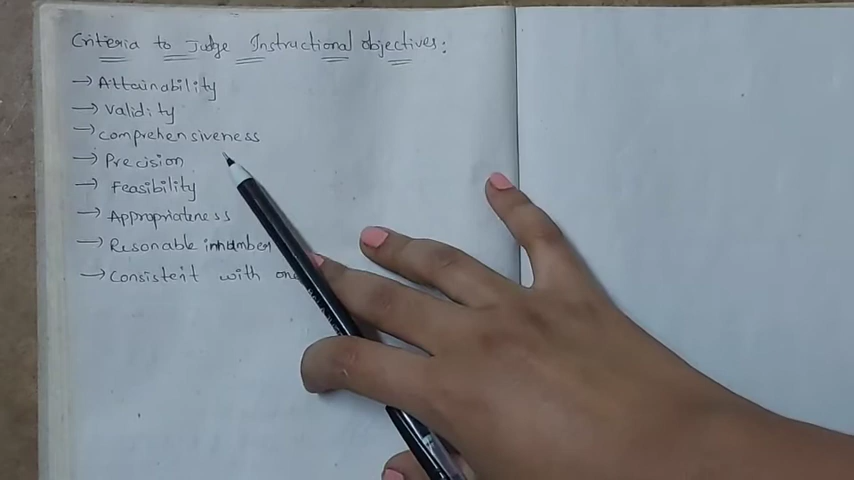 Criteria to Judge Instructional objectives:
→ Attainability
→ Validity
→ comprehensiveness
→ Precision
→ Feasibility
→ Appropriateness
→ Resonable in number
→ Consistent with